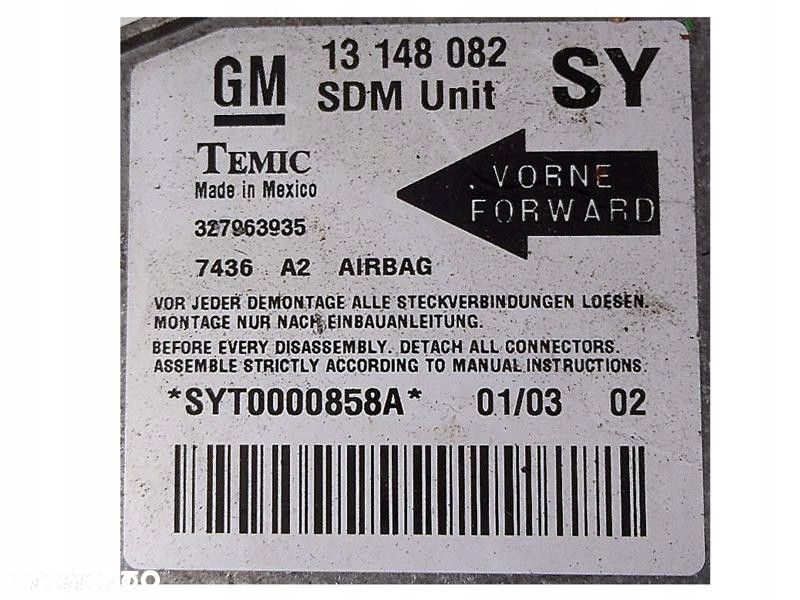 GM 13 148 082 SY
SDM Unit
TEMIC
Made in Mexico
VORNE
FORWARD
327963935
7436 A2 AIRBAG
VOR JEDER DEMONTAGE ALLE STECKVERBINDUNGEN LOESEN.
MONTAGE NUR NACH EINBAUANLEITUNG.
BEFORE EVERY DISASSEMBLY. DETACH ALL CONNECTORS.
ASSEMBLE STRICTLY ACCORDING TO MANUAL INSTRUCTIONS.
*SYT0000858A* 01/03 02